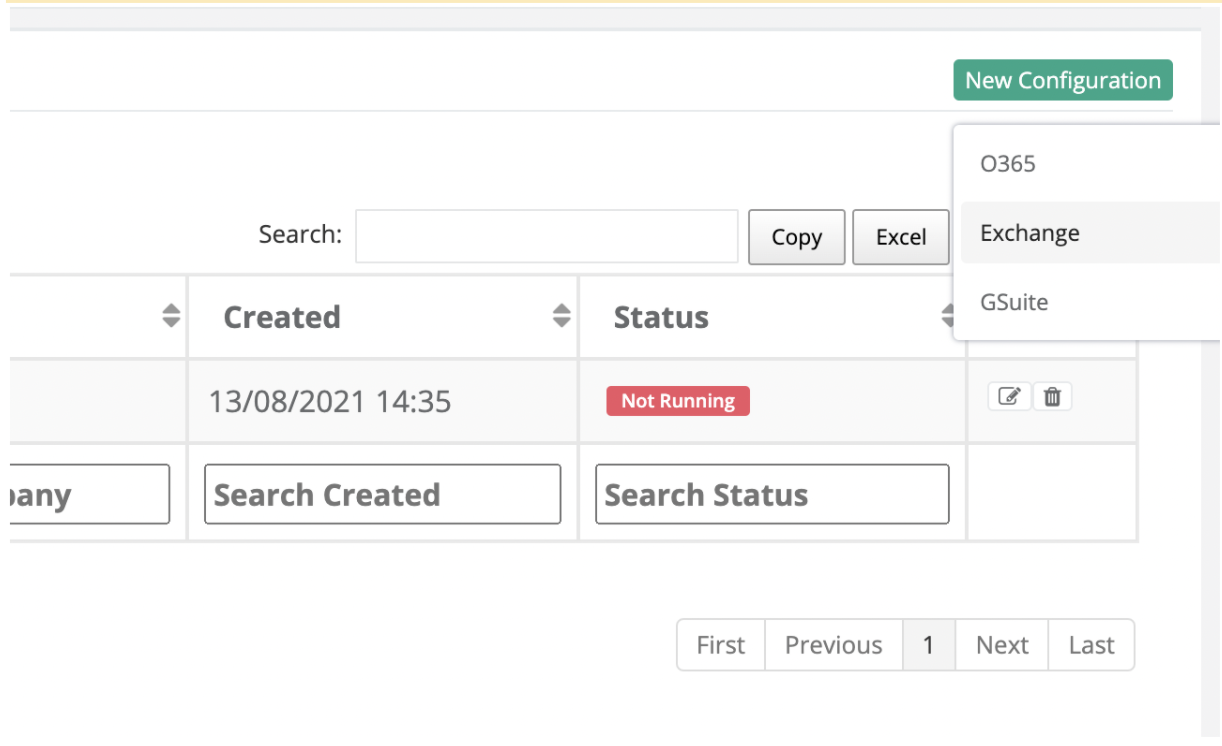 New Configuration
O365
Exchange
GSuite
Search:
Copy
Excel
Created
Status
13/08/2021 14:35
Not Running
Search Created
Search Status
First
Previous
1
Next
Last